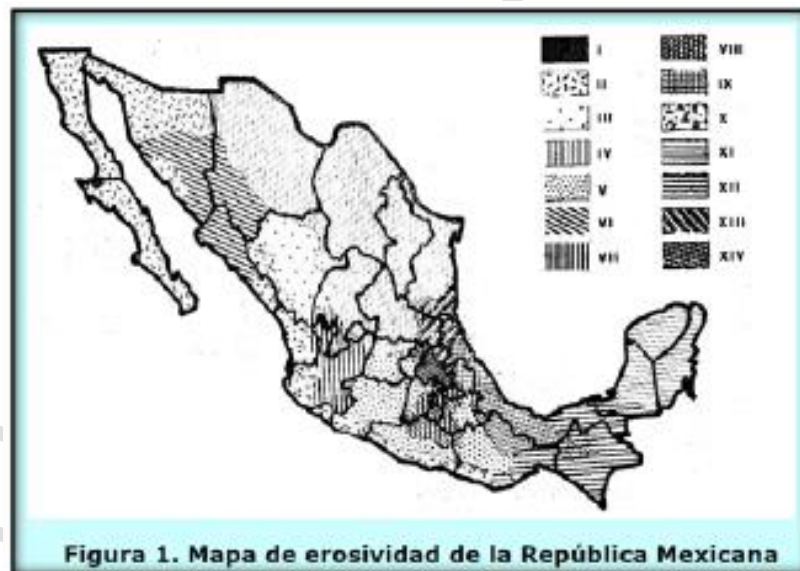 I
II
III
IV
V
VI
VII
VIII
IX
X
XI
XII
XIII
XIV
Figura 1. Mapa de erosividad de la República Mexicana